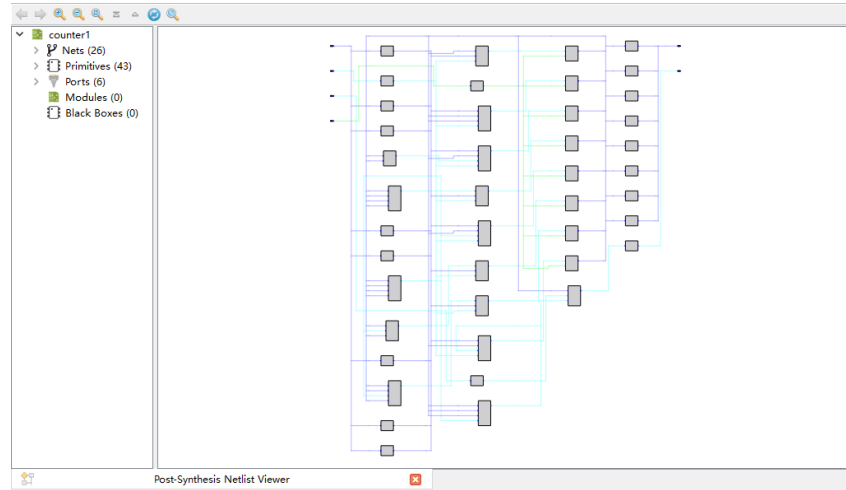 counter1
Nets (26)
Primitives (43)
Ports (6)
Modules (0)
Black Boxes (0)
Post-Synthesis Netlist Viewer